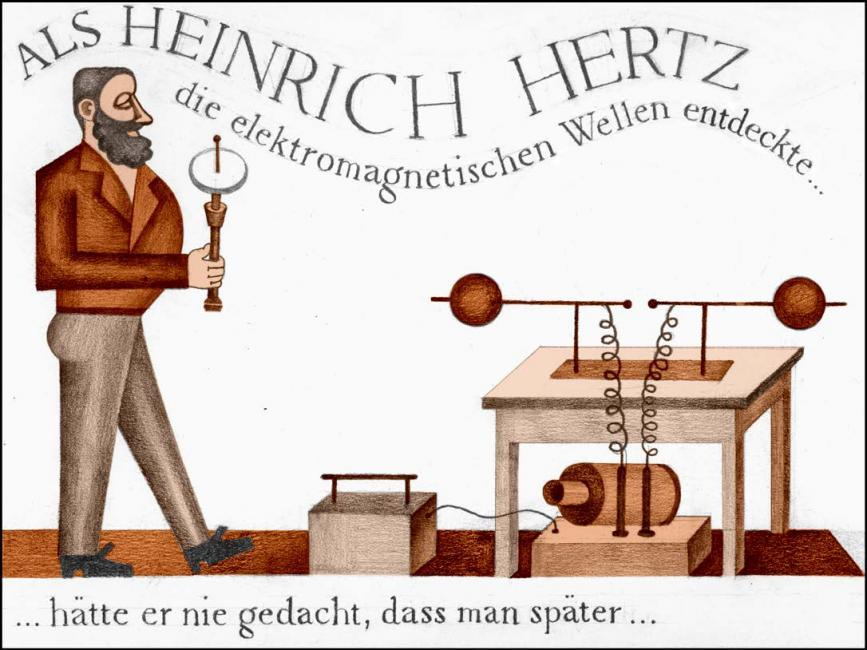 ALS HEINRICH HERTZ
die elektromagnetischen Wellen entdeckte...
... hätte er nie gedacht, dass man später ...